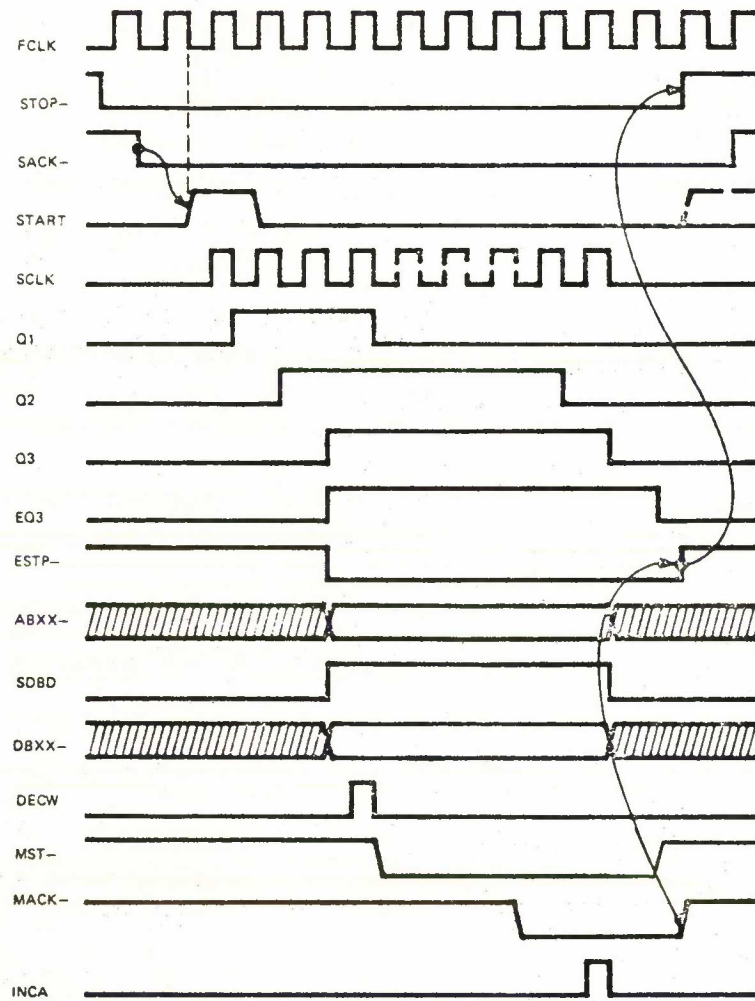 FCLK
STOP-
SACK-
START
SCLK
Q1
Q2
Q3
EQ3
ESTP-
ABXX-
SDBD
DBXX-
DECW
MST-
MACK-
INCA